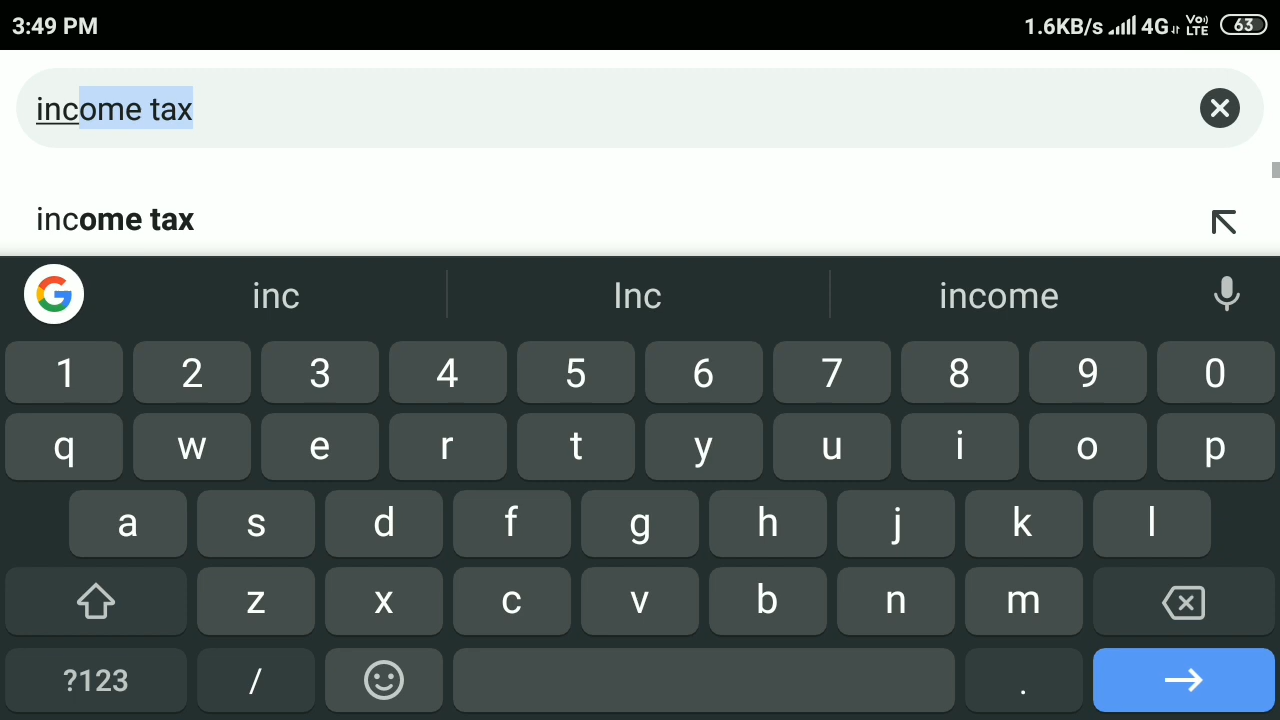 3:49 PM 1.6KB/s 4G Vo) LTE 63
income tax
income tax
inc Inc income
1 2 3 4 5 6 7 8 9 0
q w e r t y u i o p
a s d f g h j k l
z x c v b n m
?123 / .